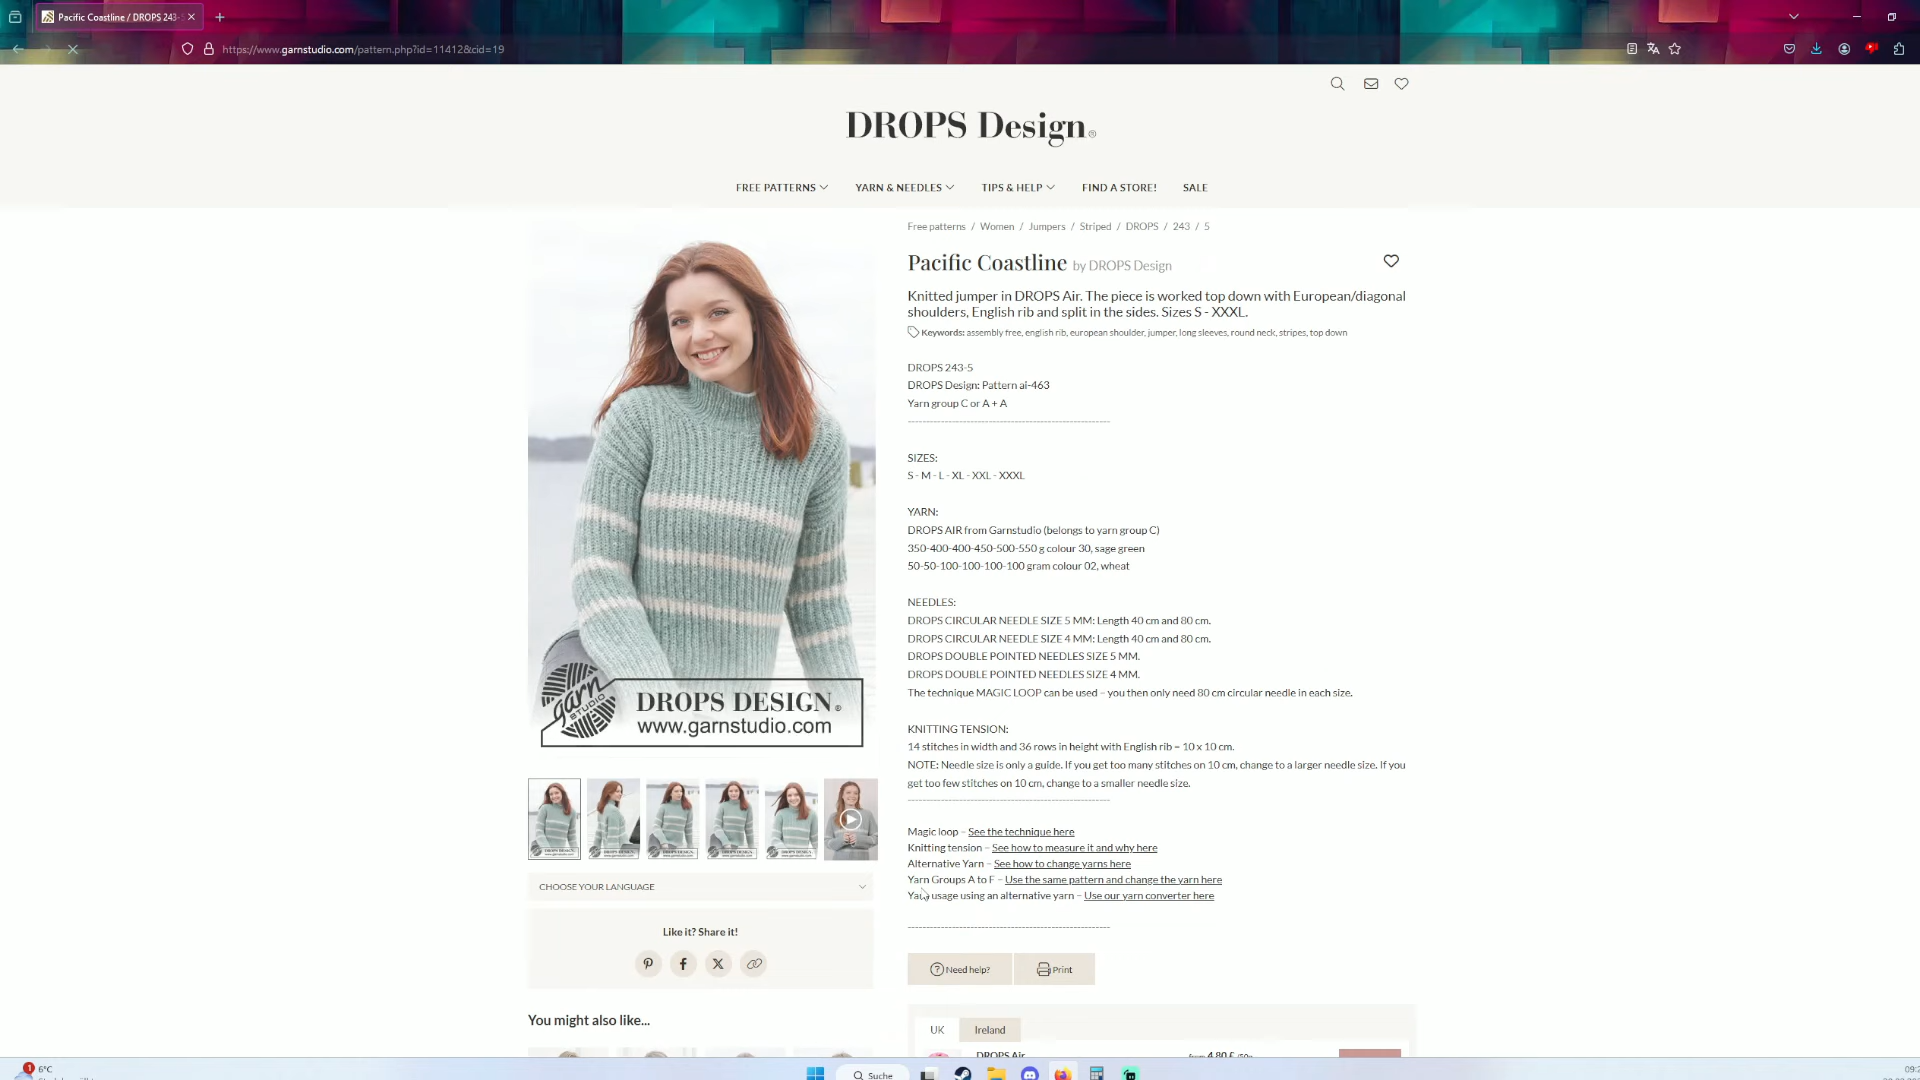 Pacific Coastline / DROPS 243-
https://www.garnstudio.com/pattern.php?id=11412&cid=19
DROPS Design®
FREE PATTERNS
YARN & NEEDLES
TIPS & HELP
FIND A STORE!
SALE
Free patterns / Women / Jumpers / Striped / DROPS / 243 / 5
Pacific Coastline by DROPS Design
Knitted jumper in DROPS Air. The piece is worked top down with European/diagonal
shoulders, English rib and split in the sides. Sizes S - XXXL.
Keywords: assembly free, english rib, european shoulder, jumper, long sleeves, round neck, stripes, top down
DROPS 243-5
DROPS Design: Pattern ai-463
Yarn group C or A + A
-------------------------------------------------------
SIZES:
S - M - L - XL - XXL - XXXL
YARN:
DROPS AIR from Garnstudio (belongs to yarn group C)
350-400-400-450-500-550 g colour 30, sage green
50-50-100-100-100-100 gram colour 02, wheat
NEEDLES:
DROPS CIRCULAR NEEDLE SIZE 5 MM: Length 40 cm and 80 cm.
DROPS CIRCULAR NEEDLE SIZE 4 MM: Length 40 cm and 80 cm.
DROPS DOUBLE POINTED NEEDLES SIZE 5 MM.
DROPS DOUBLE POINTED NEEDLES SIZE 4 MM.
The technique MAGIC LOOP can be used – you then only need 80 cm circular needle in each size.
KNITTING TENSION:
14 stitches in width and 36 rows in height with English rib = 10 x 10 cm.
NOTE: Needle size is only a guide. If you get too many stitches on 10 cm, change to a larger needle size. If you
get too few stitches on 10 cm, change to a smaller needle size.
-------------------------------------------------------
Magic loop – See the technique here
Knitting tension – See how to measure it and why here
Alternative Yarn – See how to change yarns here
Yarn Groups A to F – Use the same pattern and change the yarn here
Yarn usage using an alternative yarn – Use our yarn converter here
-------------------------------------------------------
Need help?
Print
UK
Ireland
DROPS Air
from 4.80 £ /50g
garn
STUDIO
DROPS DESIGN®
www.garnstudio.com
CHOOSE YOUR LANGUAGE
Like it? Share it!
You might also like...
1
6°C
Suche